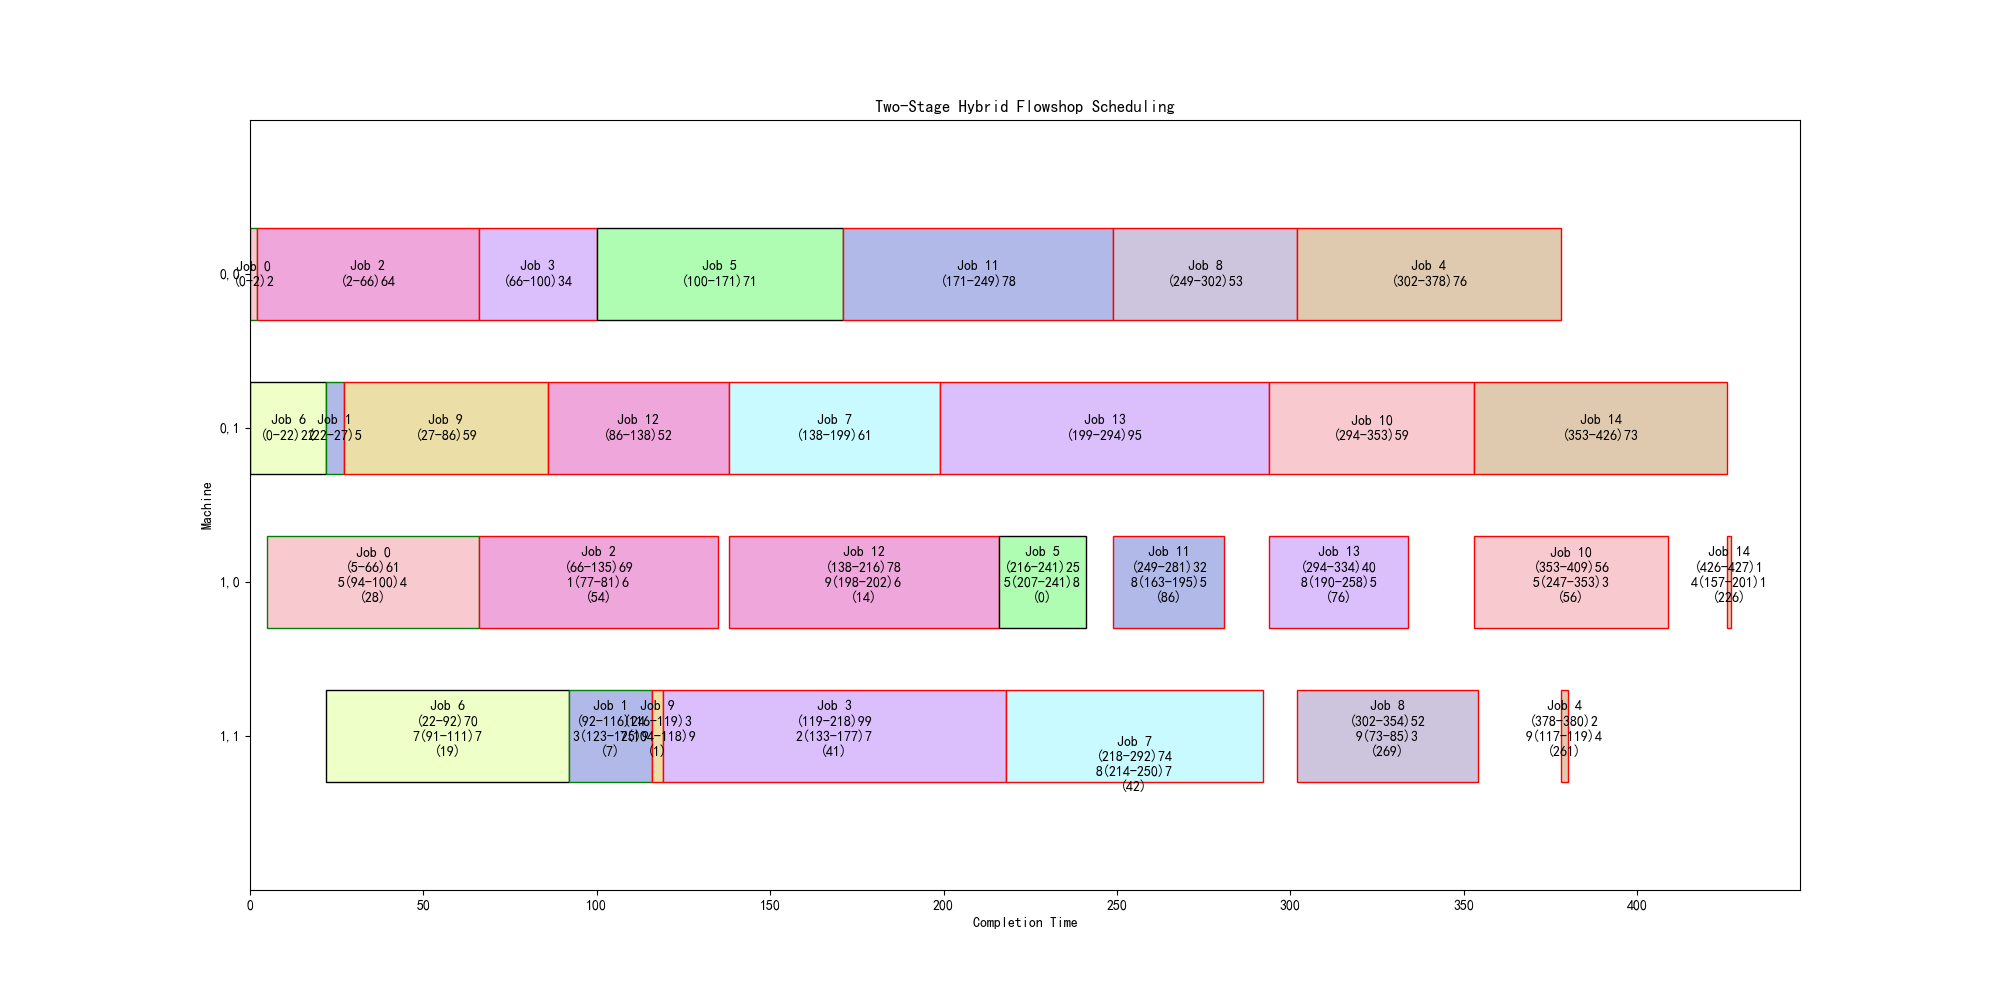 Two-Stage Hybrid Flowshop Scheduling
Machine
0,0
Job 0
(0-2)2
Job 2
(2-66)64
Job 3
(66-100)34
Job 5
(100-171)71
Job 11
(171-249)78
Job 8
(249-302)53
Job 4
(302-378)76
0,1
Job 6
(0-22)22
Job 1
(22-27)5
Job 9
(27-86)59
Job 12
(86-138)52
Job 7
(138-199)61
Job 13
(199-294)95
Job 10
(294-353)59
Job 14
(353-426)73
1,0
Job 0
(5-66)61
5(94-100)4
(28)
Job 2
(66-135)69
1(77-81)6
(54)
Job 12
(138-216)78
9(198-202)6
(14)
Job 5
(216-241)25
5(207-241)8
(0)
Job 11
(249-281)32
8(163-195)5
(86)
Job 13
(294-334)40
8(190-258)5
(76)
Job 10
(353-409)56
5(247-353)3
(56)
Job 14
(426-427)1
4(157-201)1
(226)
1,1
Job 6
(22-92)70
7(91-111)7
(19)
Job 1
(92-116)24
(7)
Job 9
(116-119)3
(1)
Job 3
(119-218)99
2(133-177)7
(41)
Job 7
(218-292)74
8(214-250)7
(42)
Job 8
(302-354)52
9(73-85)3
(269)
Job 4
(378-380)2
9(117-119)4
(261)
0
50
100
150
200
250
300
350
400
Completion Time